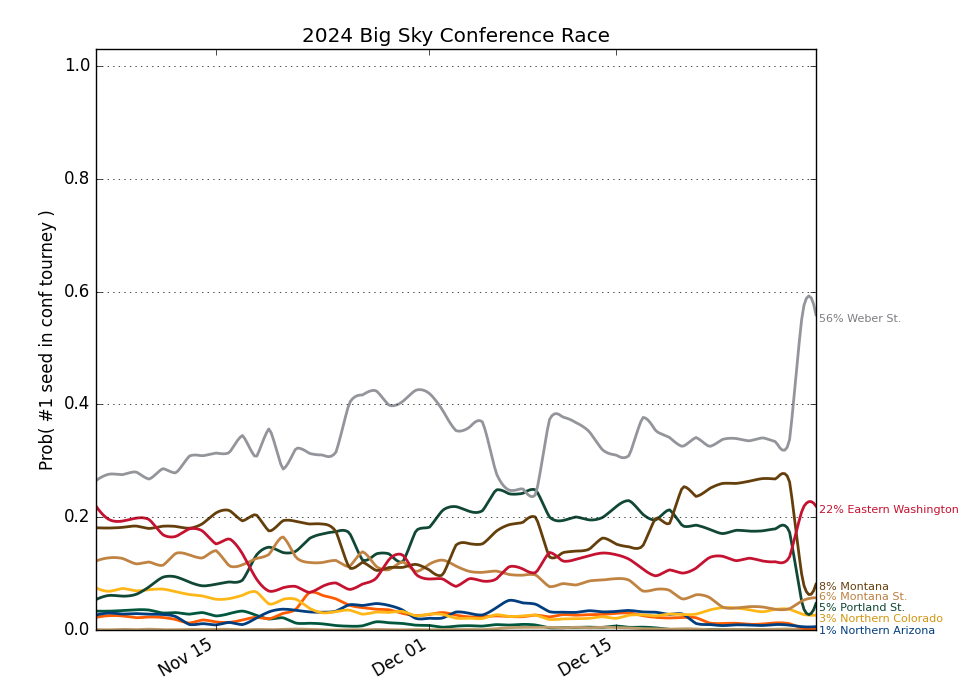 2024 Big Sky Conference Race
Prob( #1 seed in conf tourney )
1.0
0.8
0.6
0.4
0.2
0.0
Nov 15
Dec 01
Dec 15
56% Weber St.
22% Eastern Washington
8% Montana
6% Montana St.
5% Portland St.
3% Northern Colorado
1% Northern Arizona